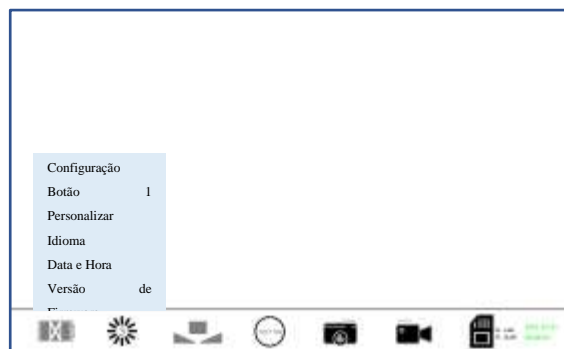 Configuração
Botão 1
Personalizar
Idioma
Data e Hora
Versão de